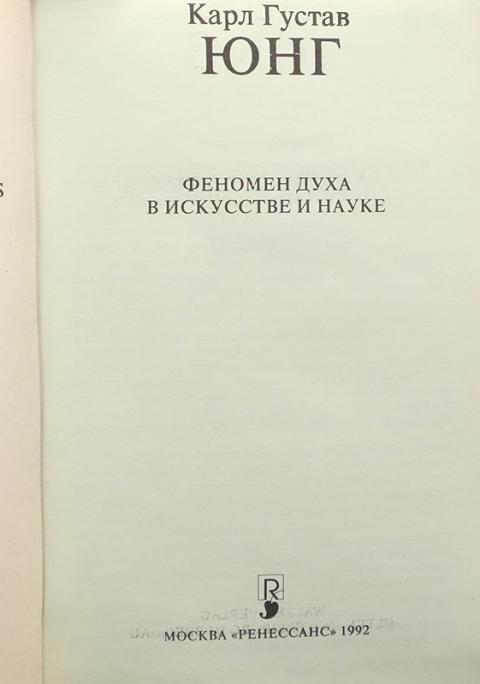 Карл Густав
ЮНГ
ФЕНОМЕН ДУХА
В ИСКУССТВЕ И НАУКЕ
S
R
МОСКВА «РЕНЕССАНС» 1992